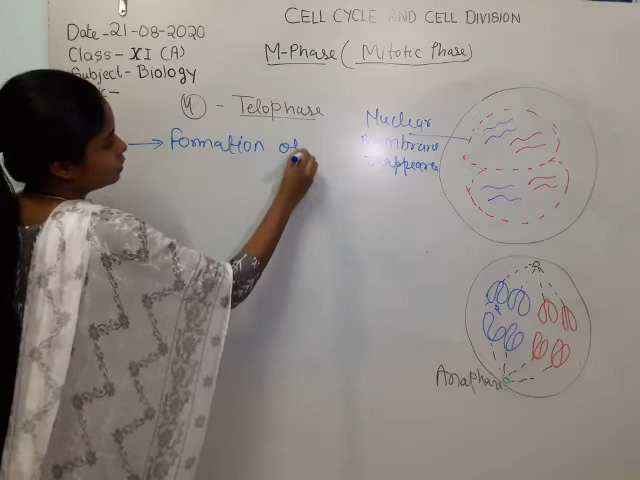 CELL CYCLE AND CELL DIVISION
Date-21-08-2020
Class- XI (A)
Subject- Biology
M-Phase ( Mitotic Phase)
4 - Telophase
→ Formation of
Nuclear
membrane
Anaphase